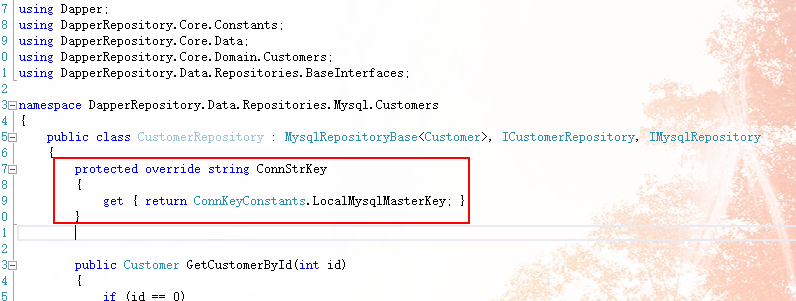 7 using Dapper;
8 using DapperRepository.Core.Constants;
9 using DapperRepository.Core.Data;
0 using DapperRepository.Core.Domain.Customers;
1 using DapperRepository.Data.Repositories.BaseInterfaces;
2
3 namespace DapperRepository.Data.Repositories.Mysql.Customers
4 {
5 public class CustomerRepository : MysqlRepositoryBase<Customer>, ICustomerRepository, IMysqlRepository
6 {
7 protected override string ConnStrKey
8 {
9 get { return ConnKeyConstants.LocalMysqlMasterKey; }
0 }
1
2
3 public Customer GetCustomerById(int id)
4 {
5 if (id == 0)